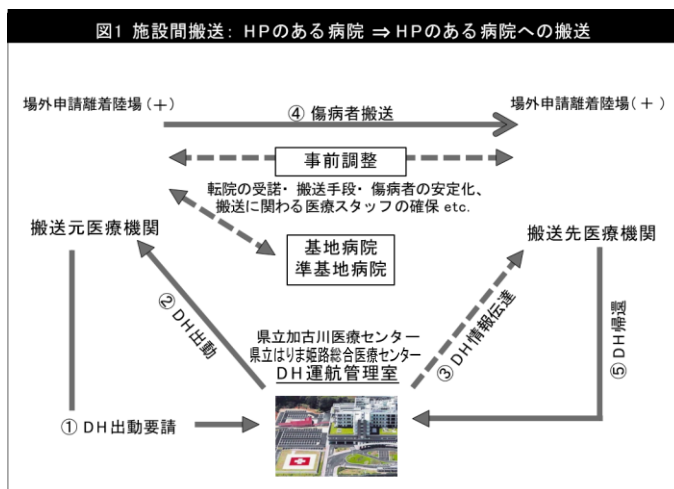 図1 施設間搬送：HPのある病院 ⇒ HPのある病院への搬送
場外申請離着陸場（＋）
場外申請離着陸場（＋）
④ 傷病者搬送
事前調整
転院の受諾・搬送手段・傷病者の安定化、
搬送に関わる医療スタッフの確保 etc.
搬送元医療機関
搬送先医療機関
基地病院
準基地病院
② DH出動
③ DH情報伝達
⑤ DH帰還
県立加古川医療センター
県立はりま姫路総合医療センター
DH運航管理室
① DH出動要請